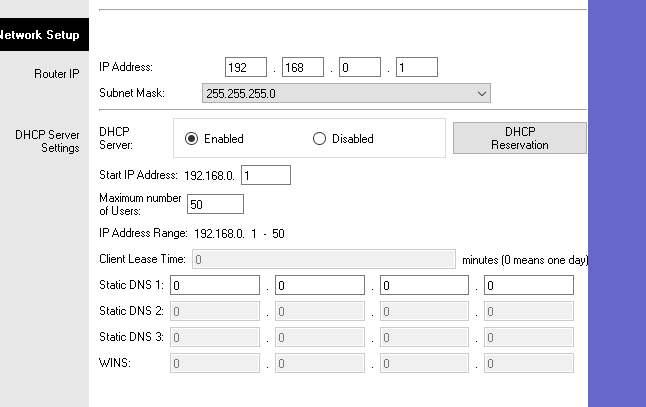 Network Setup
Router IP
IP Address: 192 . 168 . 0 . 1
Subnet Mask: 255.255.255.0
DHCP Server Settings
DHCP Server: Enabled Disabled DHCP Reservation
Start IP Address: 192.168.0. 1
Maximum number of Users: 50
IP Address Range: 192.168.0. 1 - 50
Client Lease Time: 0 minutes (0 means one day)
Static DNS 1: 0 . 0 . 0 . 0
Static DNS 2: 0 . 0 . 0 . 0
Static DNS 3: 0 . 0 . 0 . 0
WINS: 0 . 0 . 0 . 0